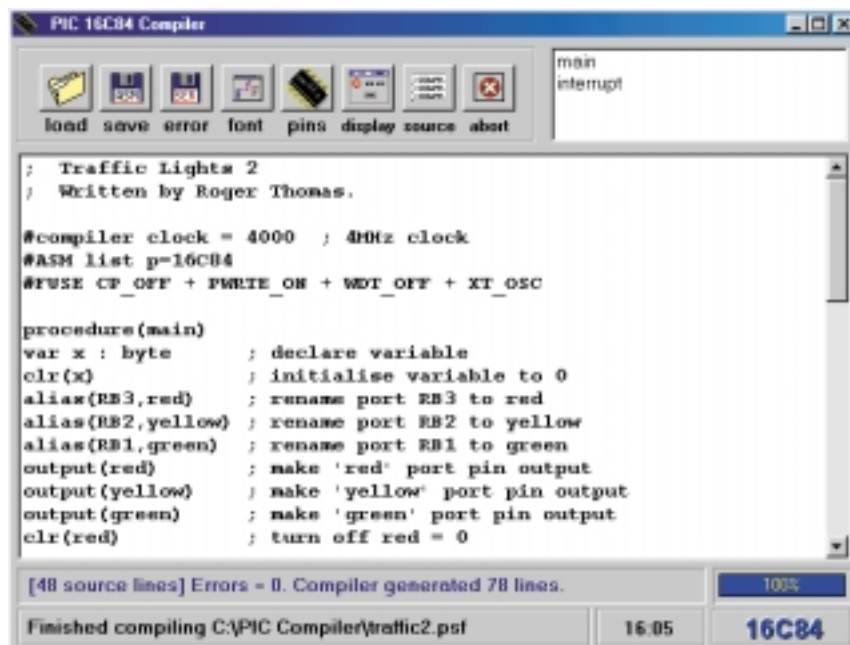 PIC 16C84 Compiler
load save error font pins display source abort
main
interrupt
; Traffic Lights 2
; Written by Roger Thomas.
#compiler clock = 4000 ; 4MHz clock
#ASM list p=16C84
#FUSE CP_OFF + PWRTE_ON + WDT_OFF + XT_OSC
procedure(main)
var x : byte ; declare variable
clr(x) ; initialise variable to 0
alias(RB3,red) ; rename port RB3 to red
alias(RB2,yellow) ; rename port RB2 to yellow
alias(RB1,green) ; rename port RB1 to green
output(red) ; make 'red' port pin output
output(yellow) ; make 'yellow' port pin output
output(green) ; make 'green' port pin output
clr(red) ; turn off red = 0
[48 source lines] Errors = 0. Compiler generated 78 lines.
100%
Finished compiling C:\PIC Compiler\traffic2.psf
16:05
16C84